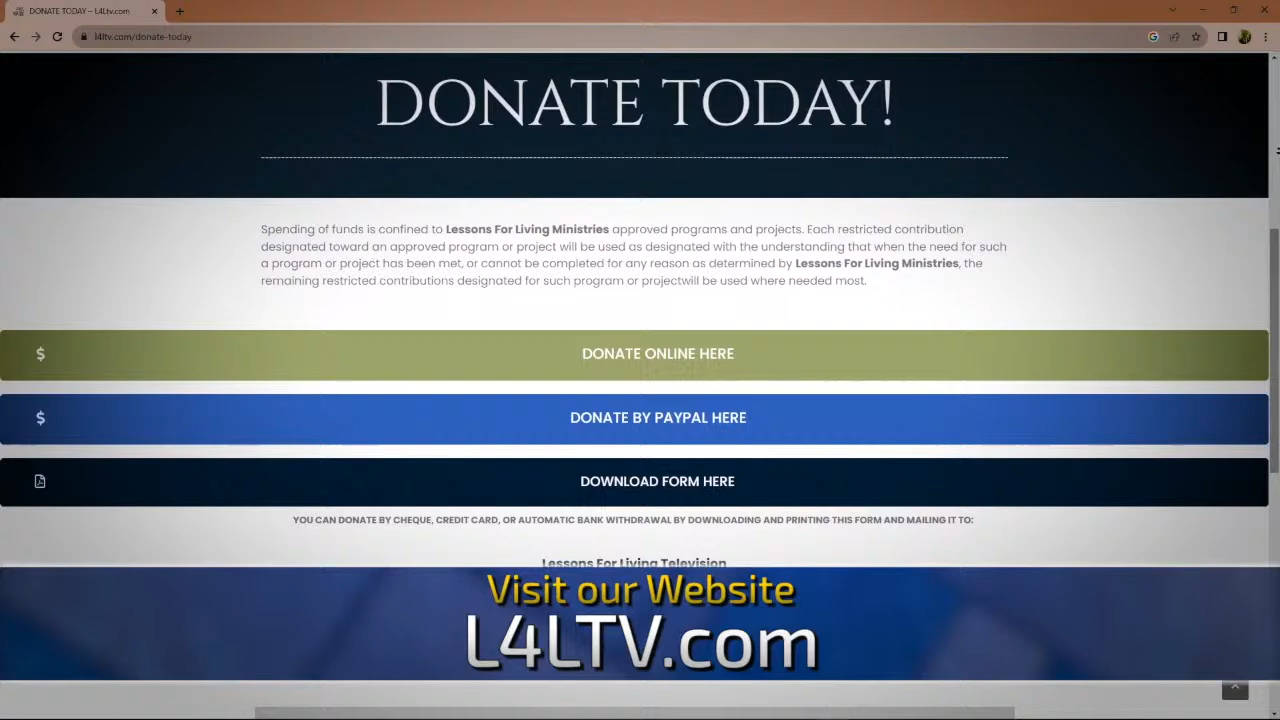 DONATE TODAY – L4Ltv.com
l4ltv.com/donate-today
DONATE TODAY!
Spending of funds is confined to Lessons For Living Ministries approved programs and projects. Each restricted contribution
designated toward an approved program or project will be used as designated with the understanding that when the need for such
a program or project has been met, or cannot be completed for any reason as determined by Lessons For Living Ministries, the
remaining restricted contributions designated for such program or projectwill be used where needed most.
$ DONATE ONLINE HERE
$ DONATE BY PAYPAL HERE
DOWNLOAD FORM HERE
YOU CAN DONATE BY CHEQUE, CREDIT CARD, OR AUTOMATIC BANK WITHDRAWAL BY DOWNLOADING AND PRINTING THIS FORM AND MAILING IT TO:
Lessons For Living Television
Visit our Website
L4LTV.com